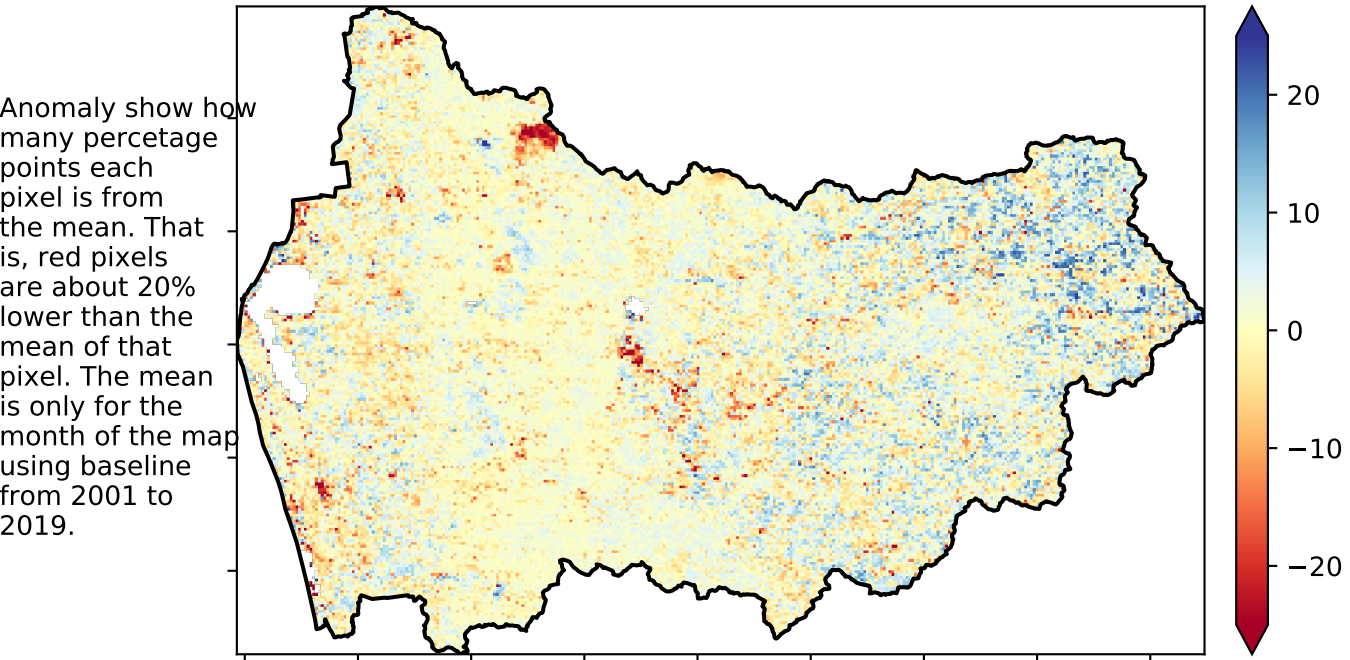 Anomaly show how
many percetage
points each
pixel is from
the mean. That
is, red pixels
are about 20%
lower than the
mean of that
pixel. The mean
is only for the
month of the map
using baseline
from 2001 to
2019.
20
10
0
−10
−20